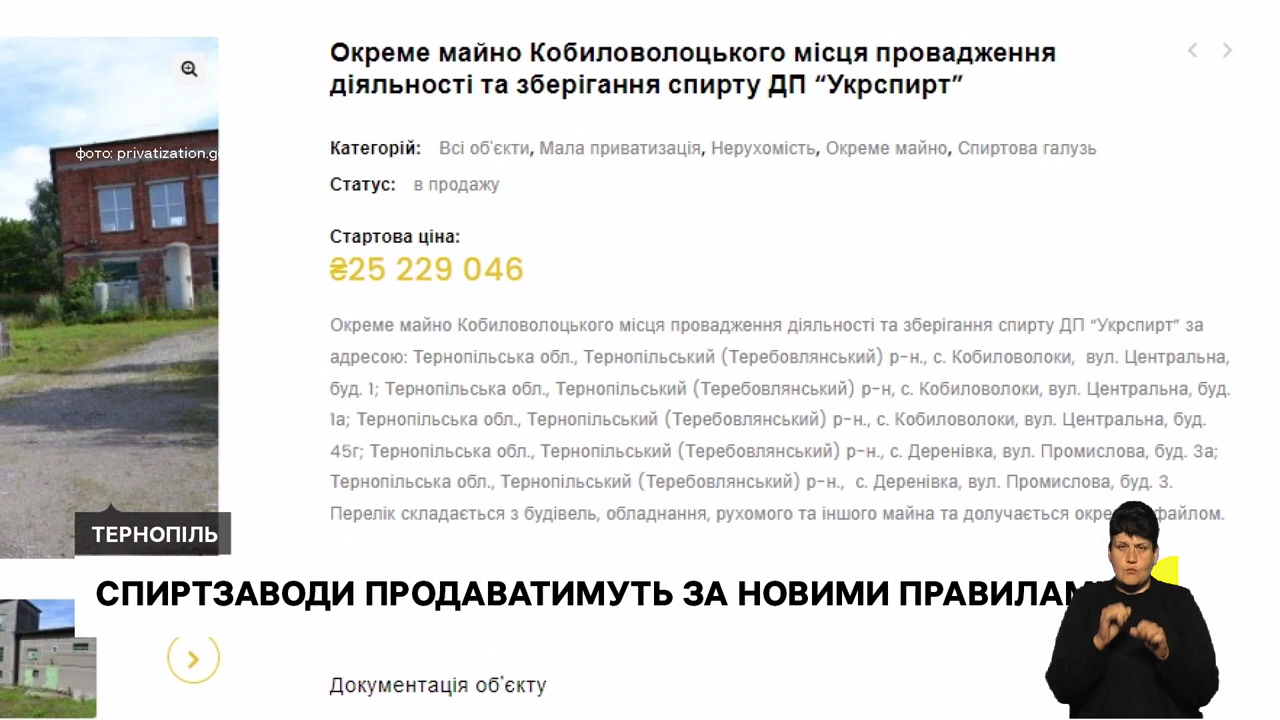 Окреме майно Кобиловолоцького місця провадження
діяльності та зберігання спирту ДП “Укрспирт”
фото: privatization.g
Категорій: Всі об'єкти, Мала приватизація, Нерухомість, Окреме майно, Спиртова галузь
Статус: в продажу
Стартова ціна:
₴25 229 046
Окреме майно Кобиловолоцького місця провадження діяльності та зберігання спирту ДП “Укрспирт” за
адресою: Тернопільська обл., Тернопільський (Теребовлянський) р-н., с. Кобиловолоки, вул. Центральна,
буд. 1; Тернопільська обл., Тернопільський (Теребовлянський) р-н, с. Кобиловолоки, вул. Центральна, буд.
1а; Тернопільська обл., Тернопільський (Теребовлянський) р-н., с. Кобиловолоки, вул. Центральна, буд.
45г; Тернопільська обл., Тернопільський (Теребовлянський) р-н., с. Деренівка, вул. Промислова, буд. 3а;
Тернопільська обл., Тернопільський (Теребовлянський) р-н., с. Деренівка, вул. Промислова, буд. 3.
Перелік складається з будівель, обладнання, рухомого та іншого майна та долучається файлом.
ТЕРНОПІЛЬ
СПИРТЗАВОДИ ПРОДАВАТИМУТЬ ЗА НОВИМИ ПРАВИЛАМ
Документація об'єкту